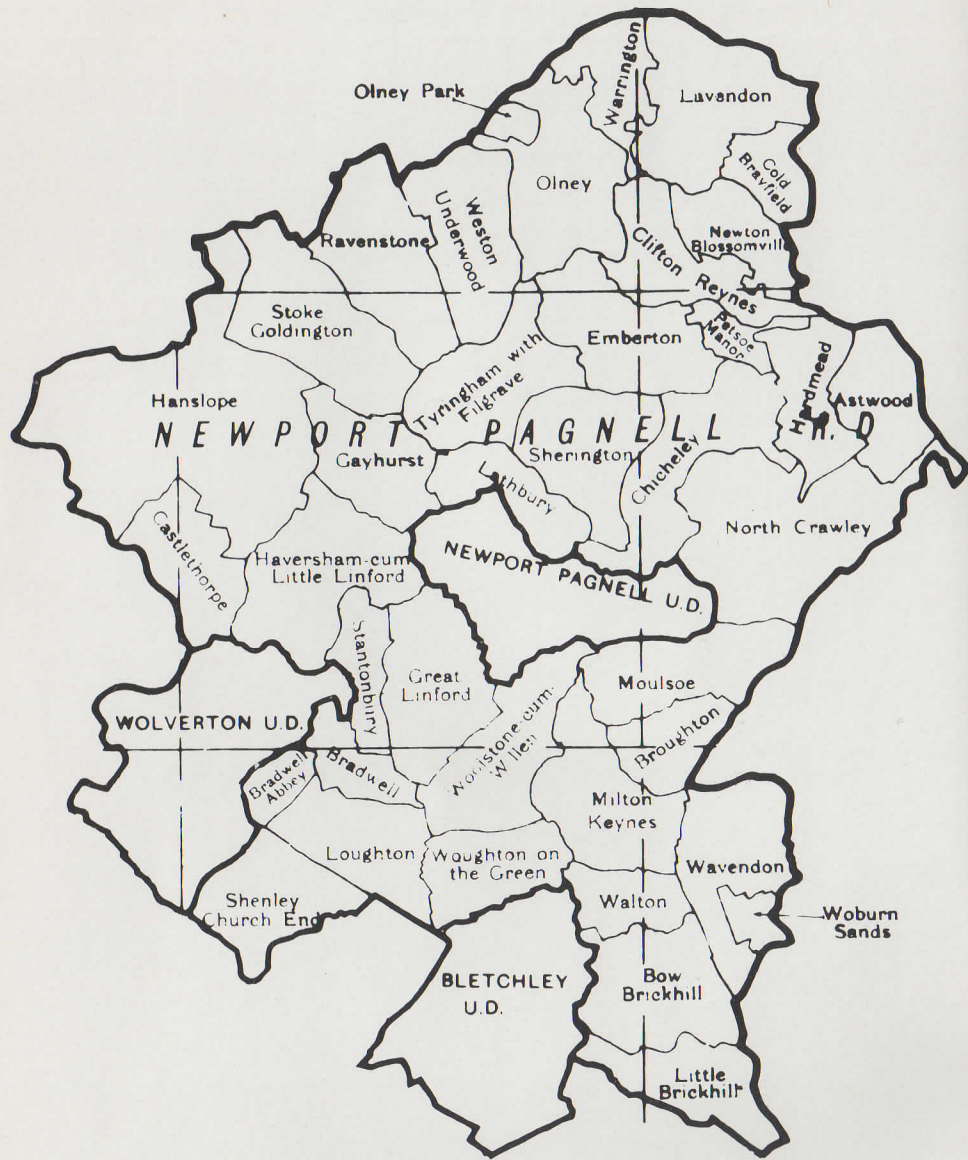 Olney Park
Warrington
Lavandon
Cold
Brayfield
Olney
Weston
Underwood
Ravenstone
Newton
Blossomville
Clifton Reynes
Stoke
Goldington
Petsoe
Manor
Emberton
Tyringham with
Filgrave
Hardmead
Astwood
Hanslope
NEWPORT PAGNELL R.D
Gayhurst
Sherington
Chicheley
Lathbury
North Crawley
Castlethorpe
Haversham-cum
Little Linford
NEWPORT PAGNELL U.D.
Stantonbury
Great
Linford
Moulsoe
WOLVERTON U.D.
Woolstone-cum-
Willen
Broughton
Bradwell
Abbey
Bradwell
Milton
Keynes
Loughton
Woughton on
the Green
Wavendon
Shenley
Church End
Walton
Woburn
Sands
BLETCHLEY
U.D.
Bow
Brickhill
Little
Brickhill